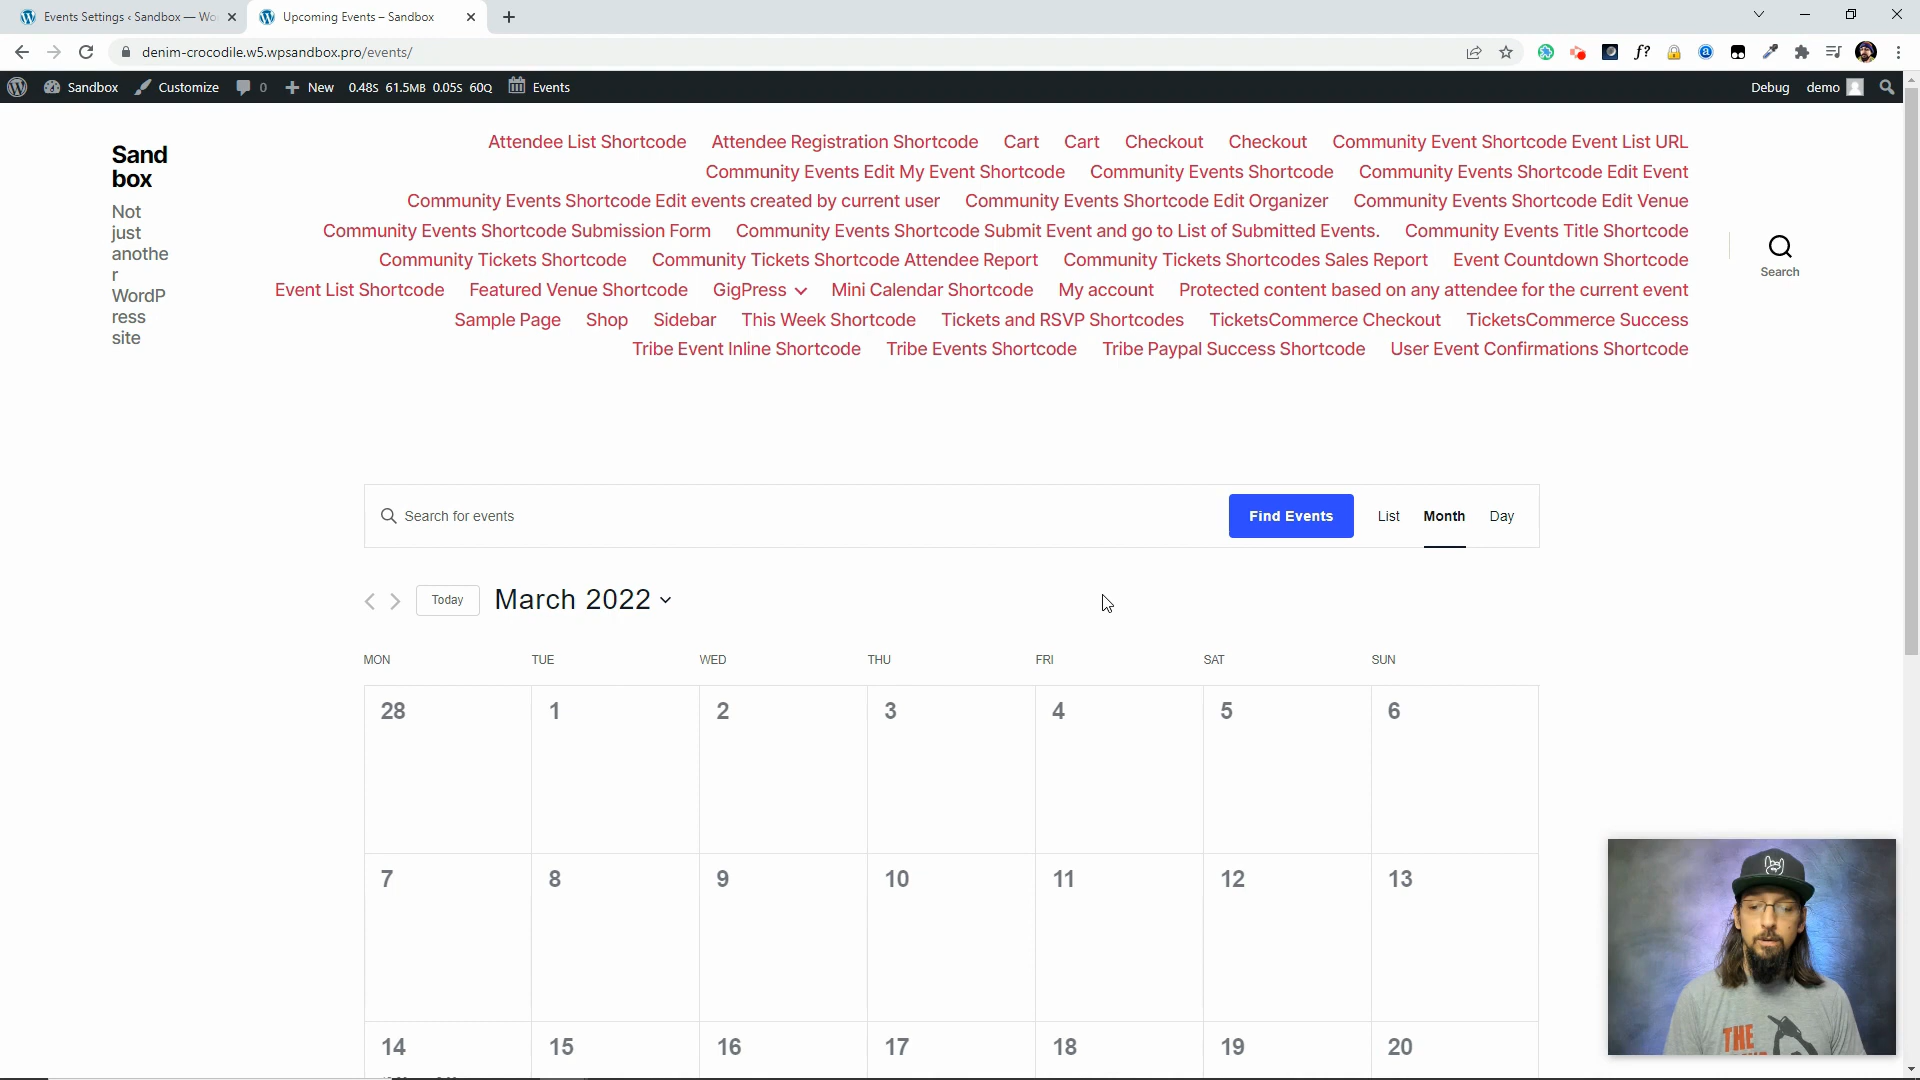 Events Settings ‹ Sandbox — Wo
Upcoming Events – Sandbox
denim-crocodile.w5.wpsandbox.pro/events/
Sandbox
Customize
0
New
0.48S 61.5MB 0.05S 60Q
Events
Debug
demo
Sand
box
Not
just
anothe
r
WordP
ress
site
Attendee List Shortcode Attendee Registration Shortcode Cart Cart Checkout Checkout Community Event Shortcode Event List URL
Community Events Edit My Event Shortcode Community Events Shortcode Community Events Shortcode Edit Event
Community Events Shortcode Edit events created by current user Community Events Shortcode Edit Organizer Community Events Shortcode Edit Venue
Community Events Shortcode Submission Form Community Events Shortcode Submit Event and go to List of Submitted Events. Community Events Title Shortcode
Community Tickets Shortcode Community Tickets Shortcode Attendee Report Community Tickets Shortcodes Sales Report Event Countdown Shortcode
Event List Shortcode Featured Venue Shortcode GigPress Mini Calendar Shortcode My account Protected content based on any attendee for the current event
Sample Page Shop Sidebar This Week Shortcode Tickets and RSVP Shortcodes TicketsCommerce Checkout TicketsCommerce Success
Tribe Event Inline Shortcode Tribe Events Shortcode Tribe Paypal Success Shortcode User Event Confirmations Shortcode
Search
Search for events
Find Events
List Month Day
Today
March 2022
MON TUE WED THU FRI SAT SUN
28 1 2 3 4 5 6
7 8 9 10 11 12 13
14 15 16 17 18 19 20
THE